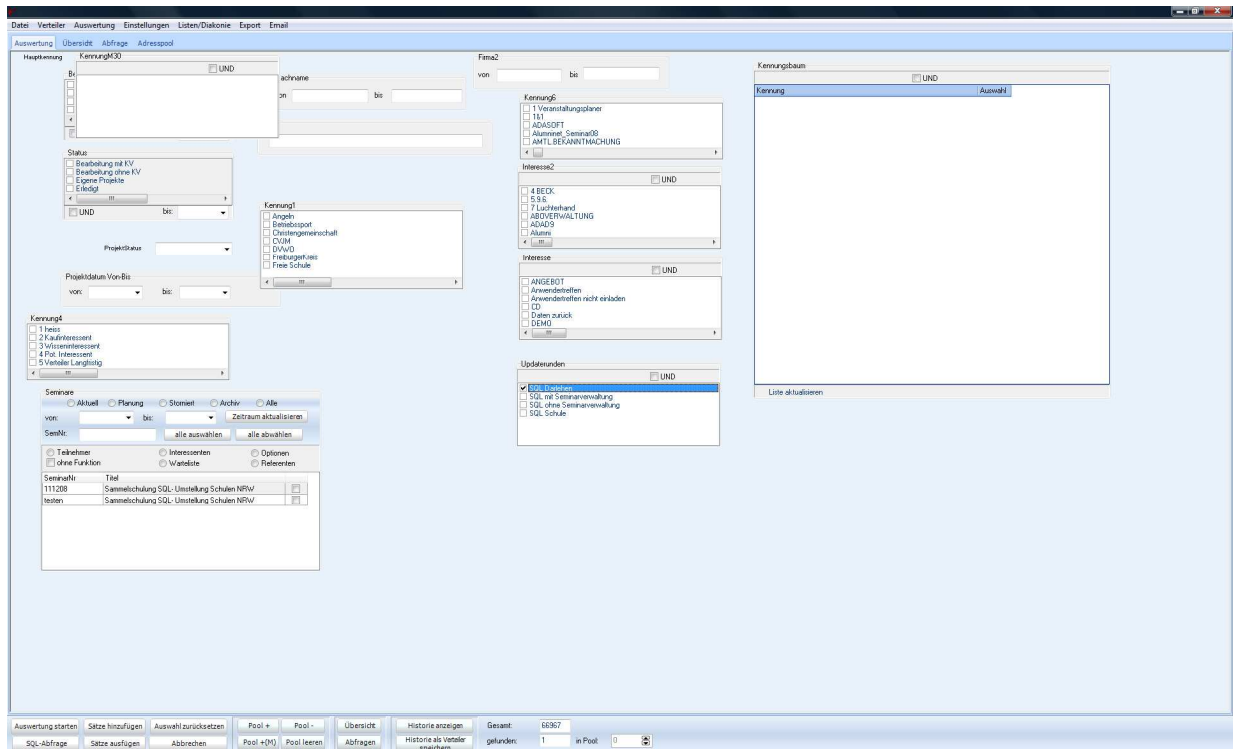 Datei Verteiler Auswertung Einstellungen Listen/Diakonie Export Email
Auswertung Übersicht Abfrage Adresspool
Hauptkennung
KennungM30
UND
achname
bis
Firma2
von bis
Status
Bearbeitung mit KV
Bearbeitung ohne KV
Eigene Projekte
Erledigt
UND bis:
ProjektStatus
Projektdatum Von-Bis
von: bis:
Kennung1
Angeln
Betriebssport
Christengemeinschaft
CVJM
DVWO
FreiburgerKreis
Freie Schule
Kennung4
1 heiss
2 Kaufinteressent
3 Wisseninteressent
4 Pot. Interessent
5 Verteiler Langfristig
Seminare
Aktuell Planung Storniert Archiv Alle
von: bis: Zeitraum aktualisieren
SemNr. alle auswählen alle abwählen
Teilnehmer Interessenten Optionen
ohne Funktion Warteliste Referenten
SeminarNr Titel
111208 Sammelschulung SQL- Umstellung Schulen NRW
testen Sammelschulung SQL- Umstellung Schulen NRW
Kennung6
1 Veranstaltungsplaner
1&1
ADASOFT
Alumninet_Seminar08
AMTL.BEKANNTMACHUNG
Interesse2
UND
4 BECK.
5.9.6.
7 Luchterhand
ABOVERWALTUNG
ADAD9
Alumni
Interesse
UND
ANGEBOT
Anwendertreffen
Anwendertreffen nicht einladen
CD
Daten zurück
DEMO
Updaterunden
UND
SQL Darlehen
SQL mit Seminarverwaltung
SQL ohne Seminarverwaltung
SQL Schule
Kennungsbaum
UND
Kennung Auswahl
Liste aktualisieren
Auswertung starten Sätze hinzufügen Auswahl zurücksetzen Pool + Pool - Übersicht Historie anzeigen Gesamt: 66967
SQL-Abfrage Sätze ausfügen Abbrechen Pool +(M) Pool leeren Abfragen Historie als Verteiler speichern gefunden: 1 in Pool: 0